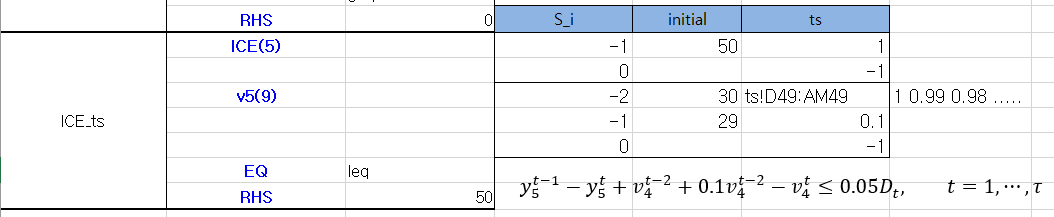 RHS 0 S_i initial ts
ICE(5) -1 50 1
0 -1
v5(9) -2 30 ts!D49:AM49 1 0.99 0.98 .....
ICE_ts -1 29 0.1
0 -1
EQ leq
RHS 50
y_5^{t-1} - y_5^t + v_4^{t-2} + 0.1v_4^{t-2} - v_4^t ≤ 0.05D_t, t = 1,⋯,τ